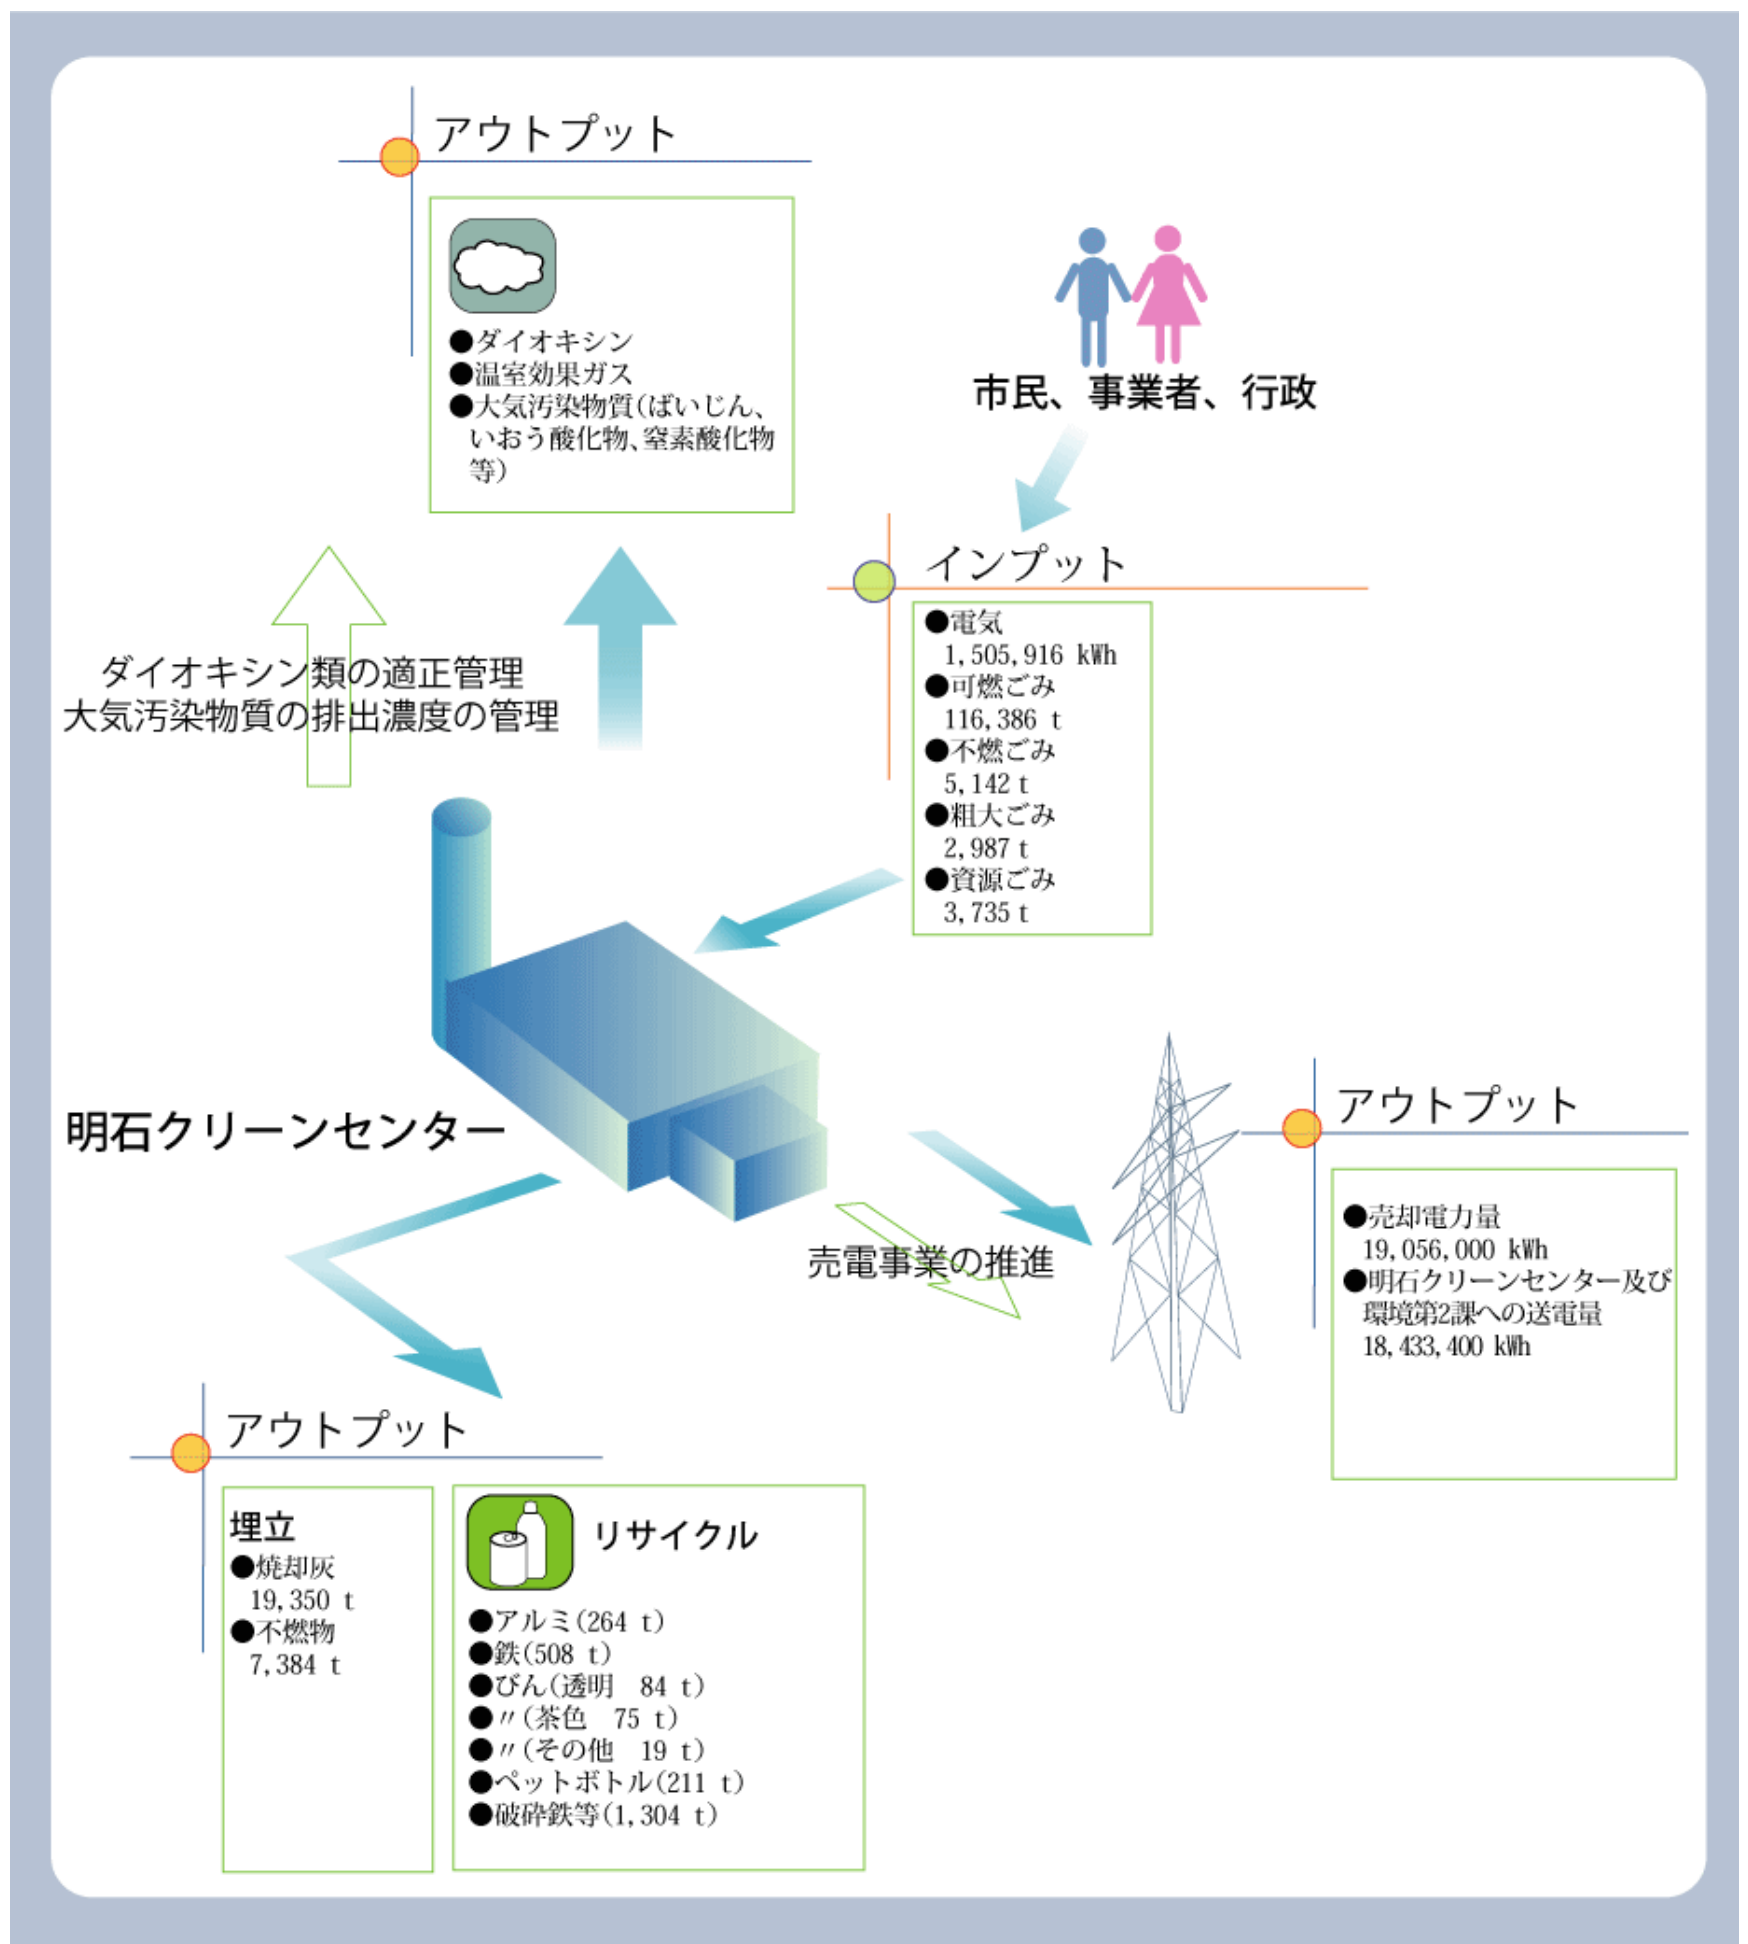 アウトプット
●ダイオキシン
●温室効果ガス
●大気汚染物質(ばいじん、
いおう酸化物、窒素酸化物
等)
市民、事業者、行政
インプット
●電気
1,505,916 kWh
●可燃ごみ
116,386 t
●不燃ごみ
5,142 t
●粗大ごみ
2,987 t
●資源ごみ
3,735 t
ダイオキシン類の適正管理
大気汚染物質の排出濃度の管理
明石クリーンセンター
売電事業の推進
アウトプット
●売却電力量
19,056,000 kWh
●明石クリーンセンター及び
環境第2課への送電量
18,433,400 kWh
アウトプット
埋立
●焼却灰
19,350 t
●不燃物
7,384 t
リサイクル
●アルミ(264 t)
●鉄(508 t)
●びん(透明 84 t)
●〃(茶色 75 t)
●〃(その他 19 t)
●ペットボトル(211 t)
●破砕鉄等(1,304 t)